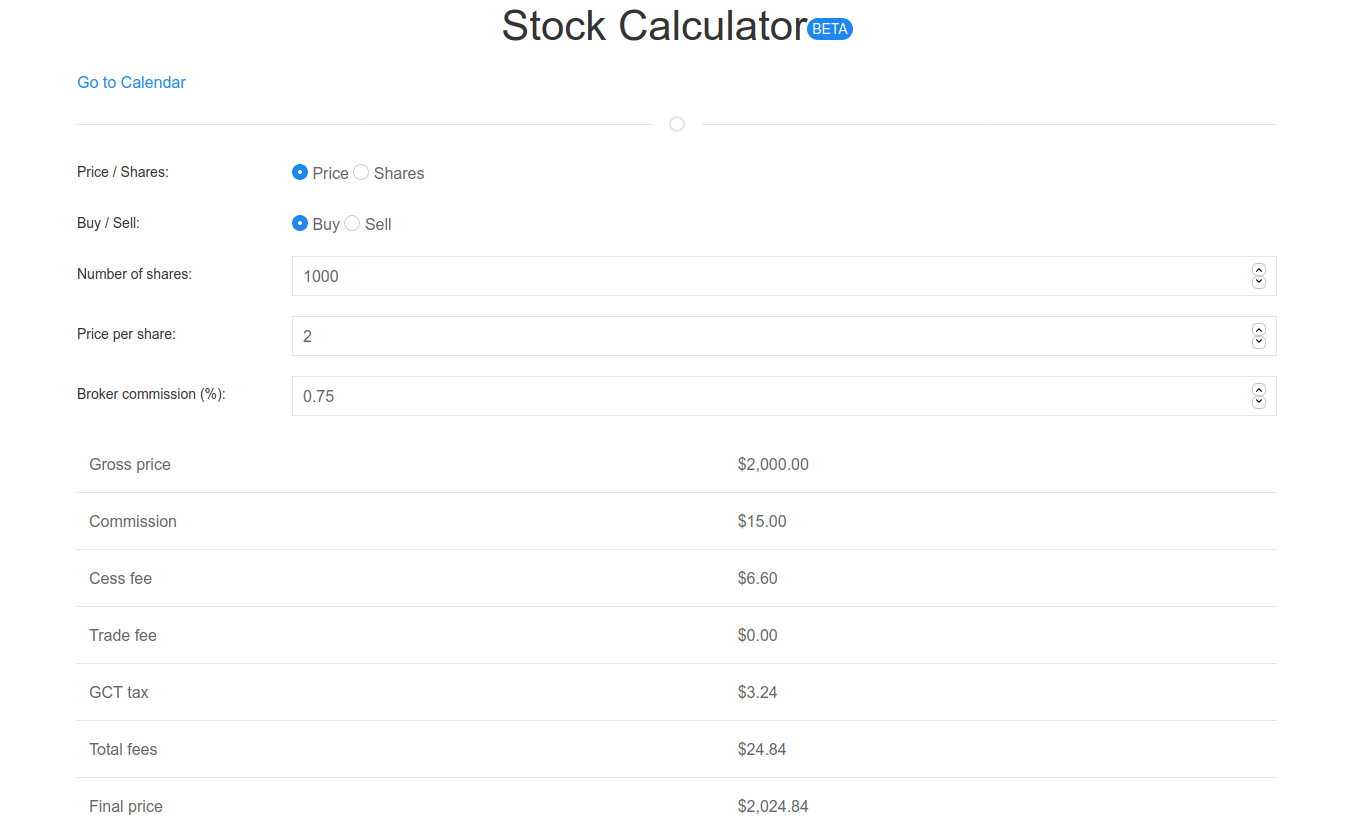 Stock Calculator BETA
Go to Calendar
Price / Shares: Price Shares
Buy / Sell: Buy Sell
Number of shares: 1000
Price per share: 2
Broker commission (%): 0.75
Gross price $2,000.00
Commission $15.00
Cess fee $6.60
Trade fee $0.00
GCT tax $3.24
Total fees $24.84
Final price $2,024.84